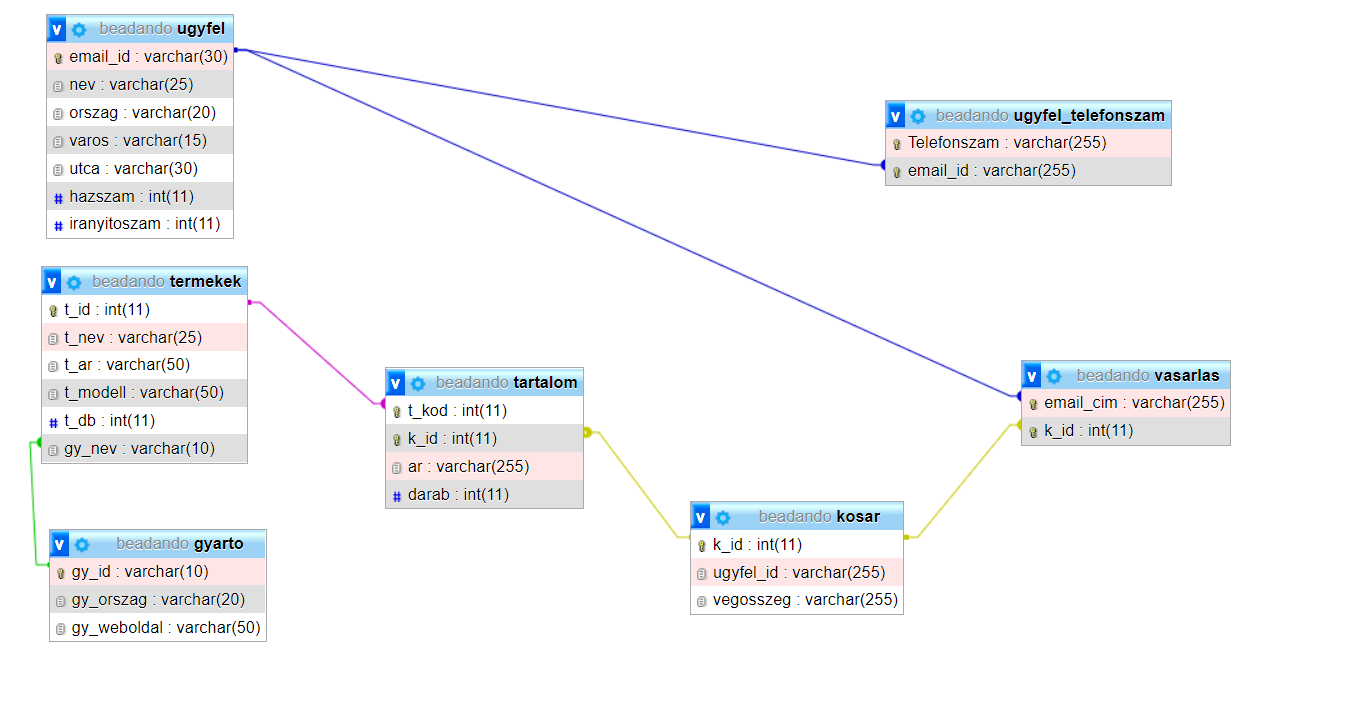 v beadando ugyfel
email_id : varchar(30)
nev : varchar(25)
orszag : varchar(20)
varos : varchar(15)
utca : varchar(30)
# hazszam : int(11)
# iranyitoszam : int(11)
v beadando ugyfel_telefonszam
Telefonszam : varchar(255)
email_id : varchar(255)
v beadando termekek
t_id : int(11)
t_nev : varchar(25)
t_ar : varchar(50)
t_modell : varchar(50)
# t_db : int(11)
gy_nev : varchar(10)
v beadando tartalom
t_kod : int(11)
k_id : int(11)
ar : varchar(255)
# darab : int(11)
v beadando vasarlas
email_cim : varchar(255)
k_id : int(11)
v beadando gyarto
gy_id : varchar(10)
gy_orszag : varchar(20)
gy_weboldal : varchar(50)
v beadando kosar
k_id : int(11)
ugyfel_id : varchar(255)
vegosszeg : varchar(255)